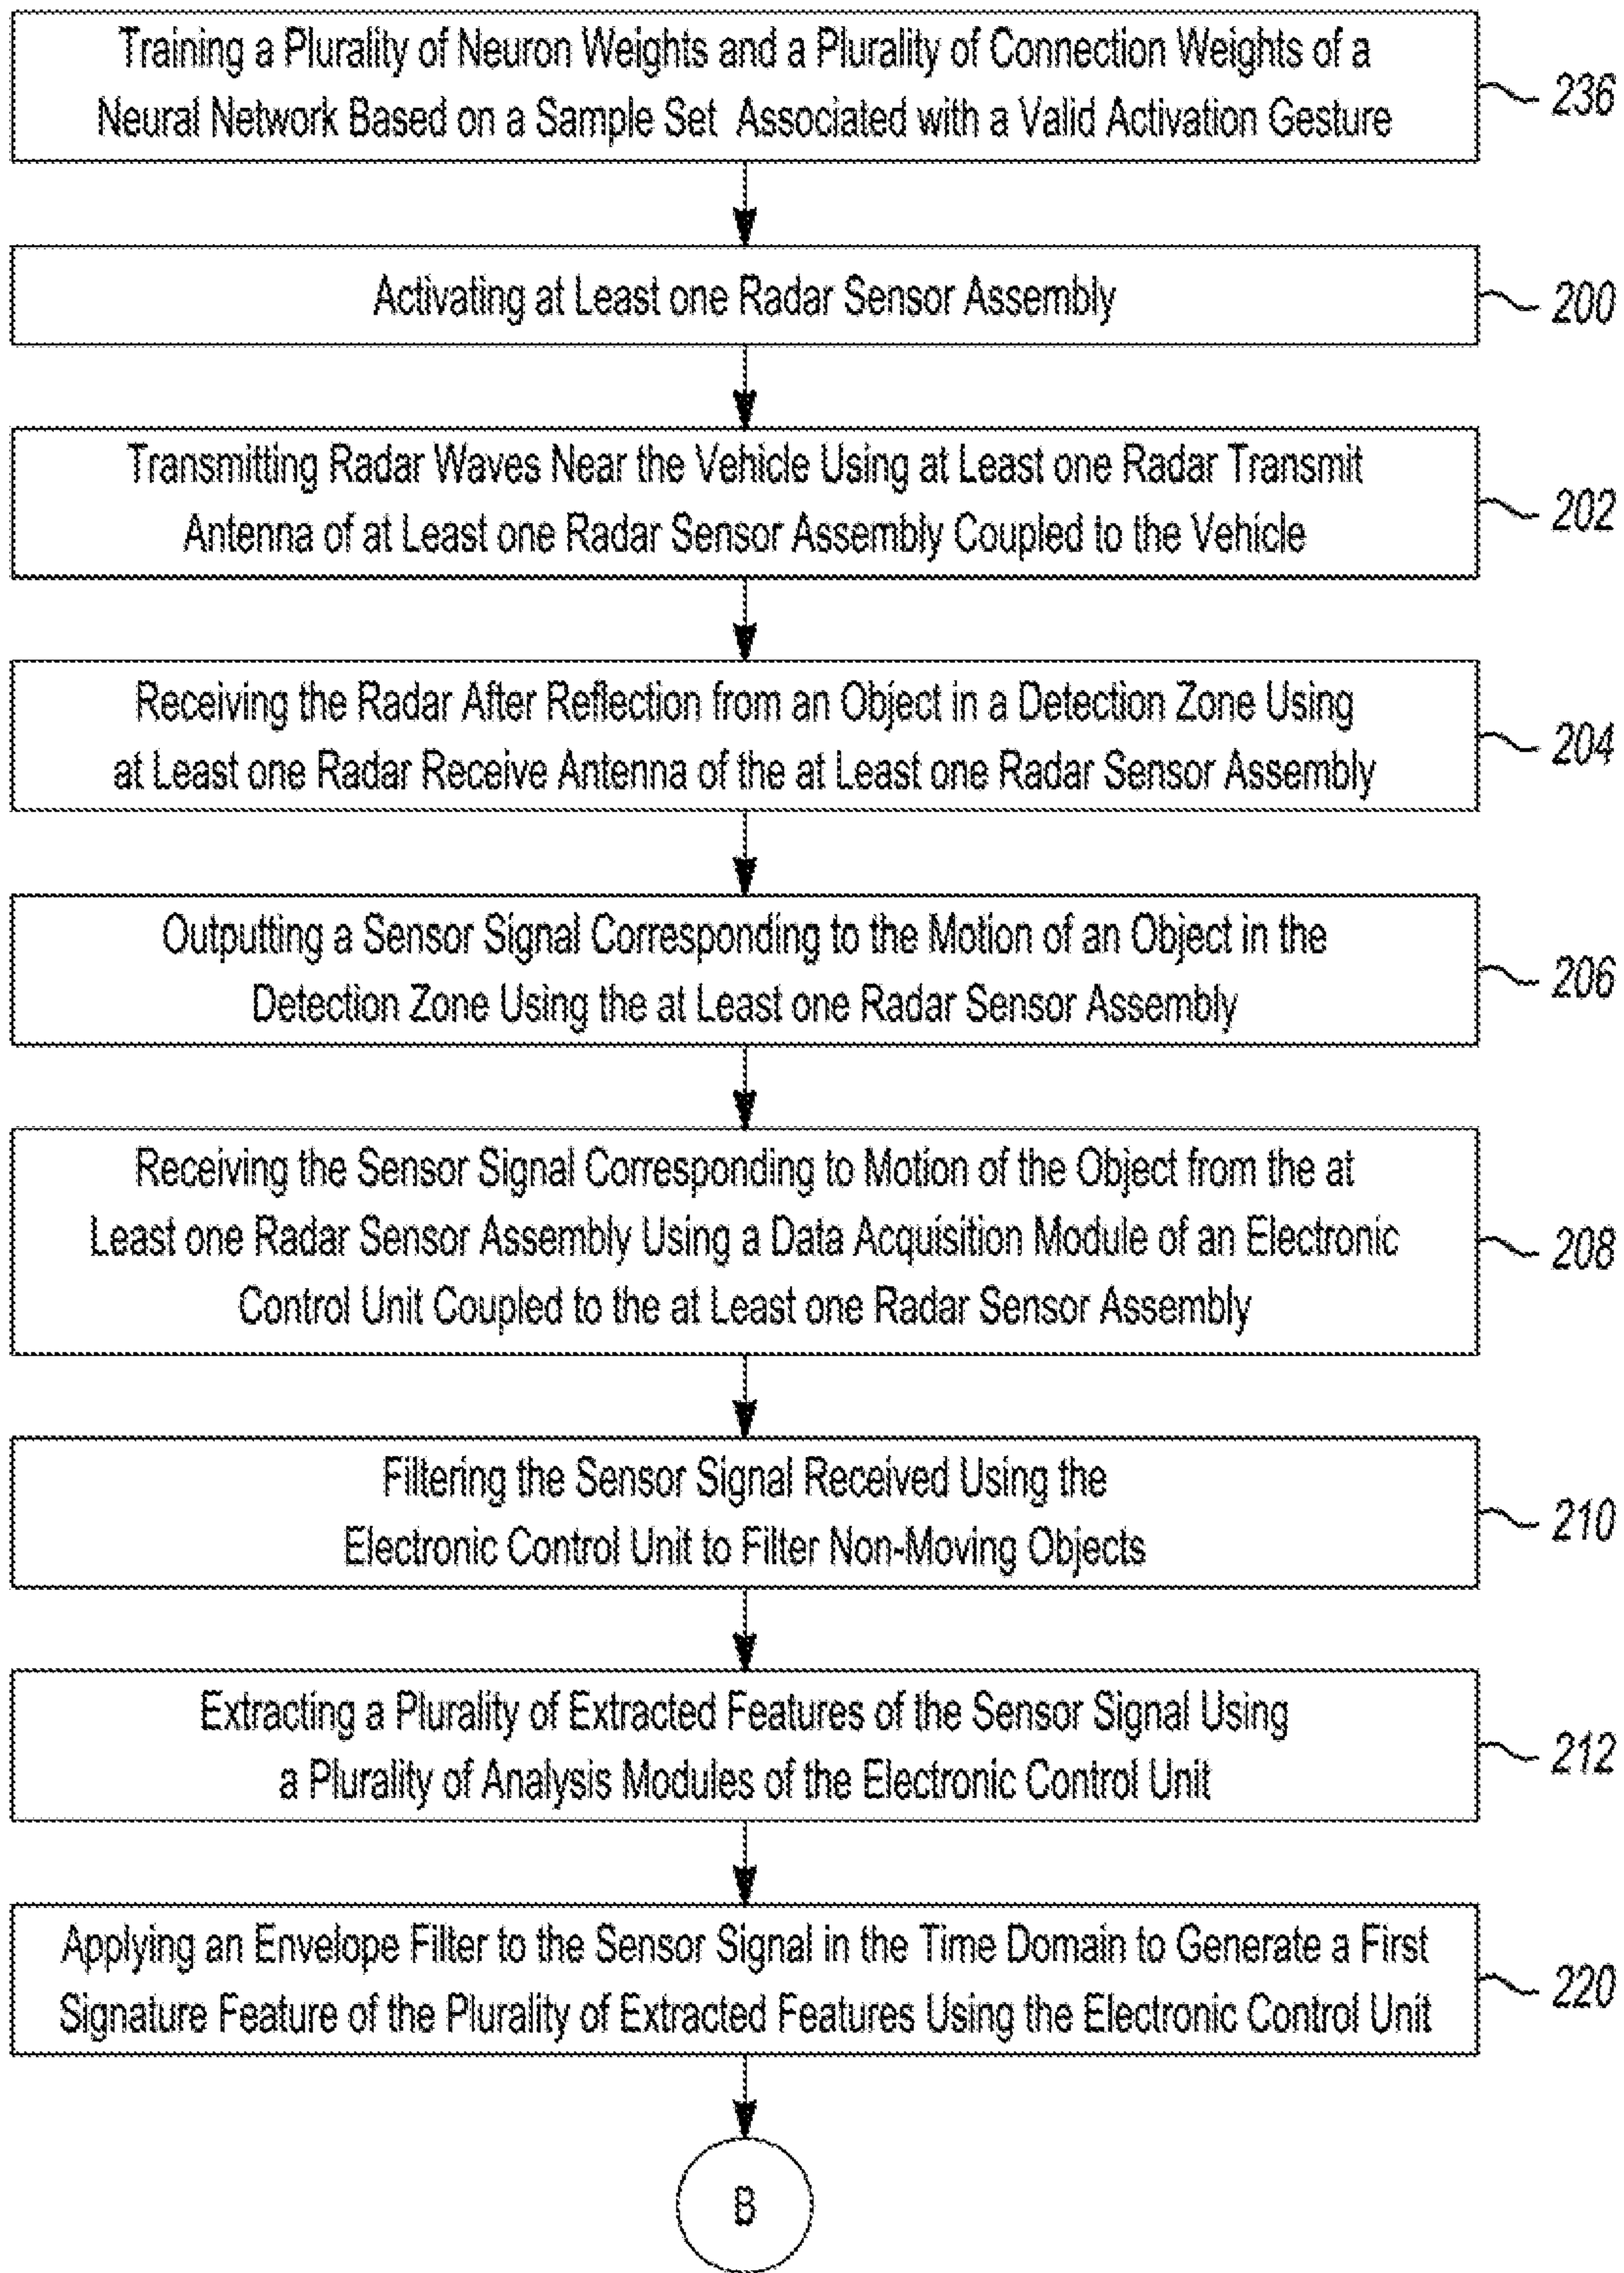 Training a Plurality of Neuron Weights and a Plurality of Connection Weights of a
Neural Network Based on a Sample Set Associated with a Valid Activation Gesture
236
Activating at Least one Radar Sensor Assembly
200
Transmitting Radar Waves Near the Vehicle Using at Least one Radar Transmit
Antenna of at Least one Radar Sensor Assembly Coupled to the Vehicle
202
Receiving the Radar After Reflection from an Object in a Detection Zone Using
at Least one Radar Receive Antenna of the at Least one Radar Sensor Assembly
204
Outputting a Sensor Signal Corresponding to the Motion of an Object in the
Detection Zone Using the at Least one Radar Sensor Assembly
206
Receiving the Sensor Signal Corresponding to Motion of the Object from the at
Least one Radar Sensor Assembly Using a Data Acquisition Module of an Electronic
Control Unit Coupled to the at Least one Radar Sensor Assembly
208
Filtering the Sensor Signal Received Using the
Electronic Control Unit to Filter Non-Moving Objects
210
Extracting a Plurality of Extracted Features of the Sensor Signal Using
a Plurality of Analysis Modules of the Electronic Control Unit
212
Applying an Envelope Filter to the Sensor Signal in the Time Domain to Generate a First
Signature Feature of the Plurality of Extracted Features Using the Electronic Control Unit
220
B